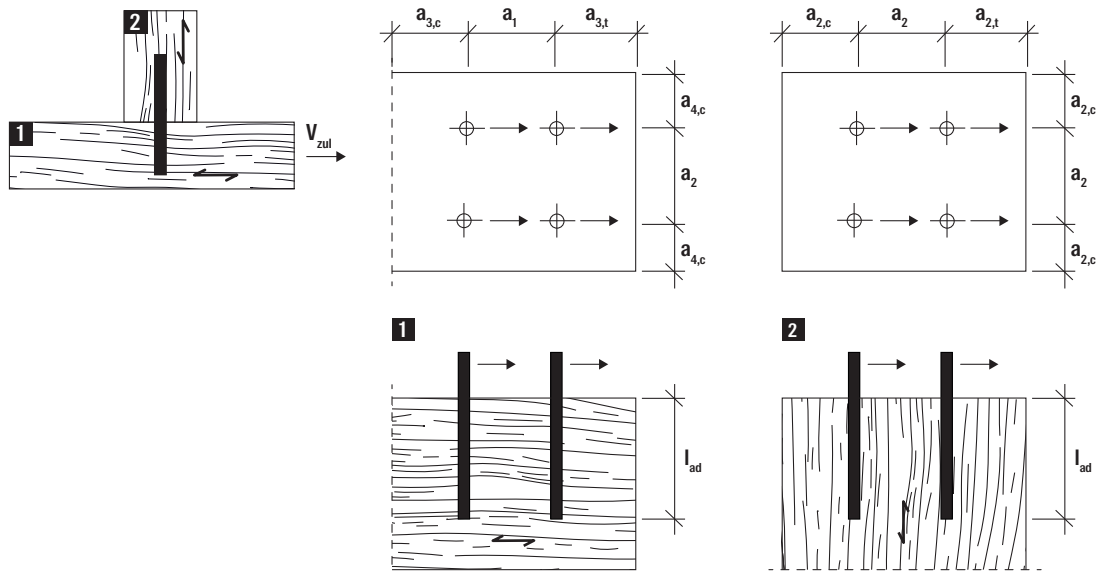 2
1
V_zul
a_3,c a_1 a_3,t
a_4,c
a_2
a_4,c
a_2,c a_2 a_2,t
a_2,c
a_2
a_2,c
1
l_ad
2
l_ad